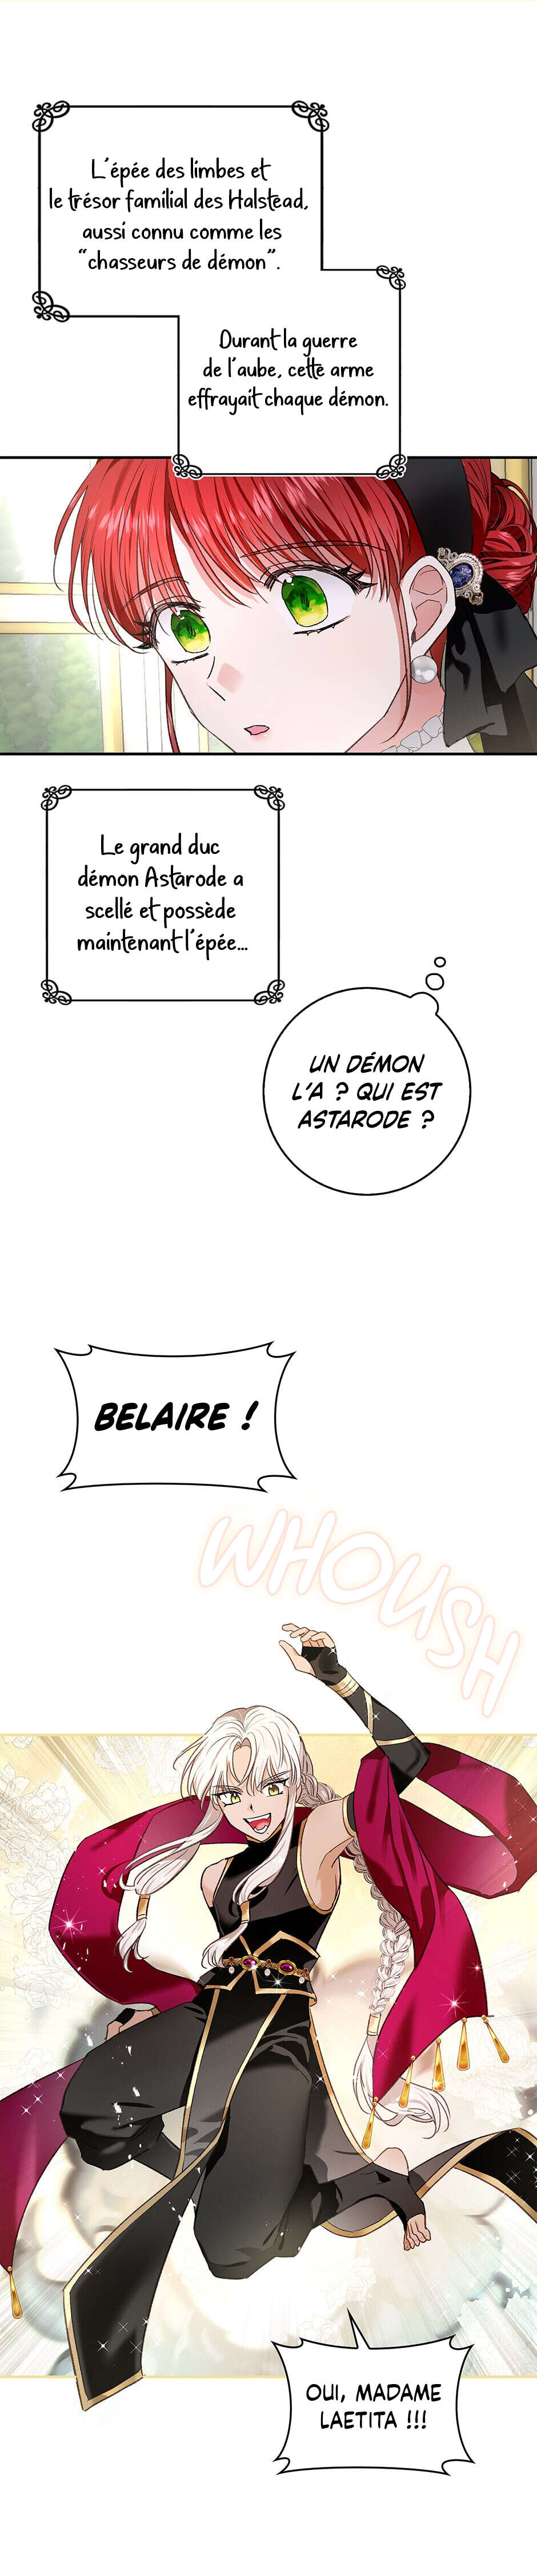 L'épée des limbes et
le trésor familial des Halstead,
aussi connu comme les
"chasseurs de démon".
Durant la guerre
de l'aube, cette arme
effrayait chaque démon.
Le grand duc
démon Astarode a
scellé et possède
maintenant l'épée...
UN DÉMON
L'A ? QUI EST
ASTARODE ?
BELAIRE !
WHOUSH
OUI, MADAME
LAETITA !!!